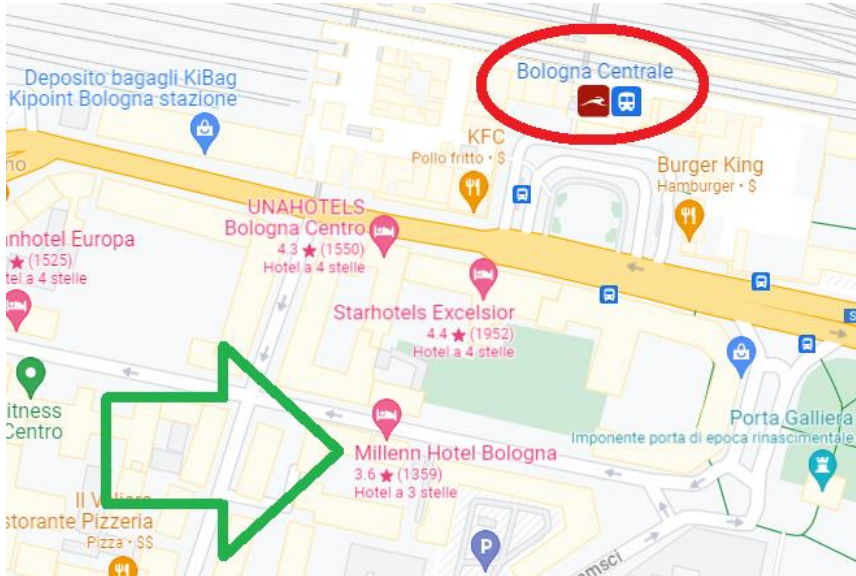 Bologna Centrale
Deposito bagagli KiBag
Kipoint Bologna stazione
KFC
Pollo fritto • $
Burger King
Hamburger • $
UNAHOTELS
Bologna Centro
4.3 ★ (1550)
Hotel a 4 stelle
nhotel Europa
★ (1525)
tel a 4 stelle
Starhotels Excelsior
4.4 ★ (1952)
Hotel a 4 stelle
itness
Centro
Millenn Hotel Bologna
3.6 ★ (1359)
Hotel a 3 stelle
Porta Galliera
Imponente porta di epoca rinascimentale
storante Pizzeria
Pizza • $$
P
amsci
S